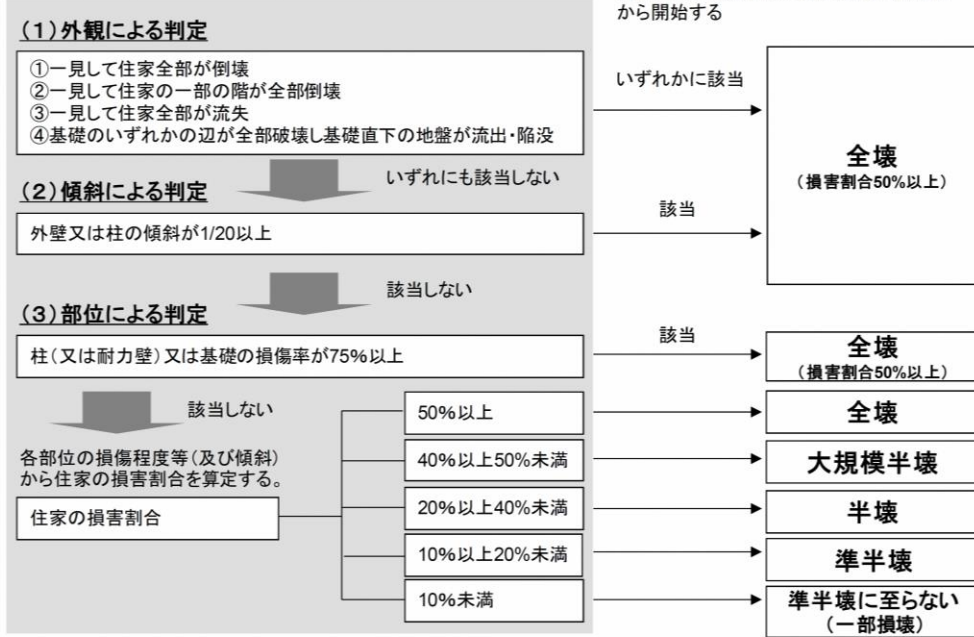 から開始する
(1)外観による判定
①一見して住家全部が倒壊
②一見して住家の一部の階が全部倒壊
③一見して住家全部が流失
④基礎のいずれかの辺が全部破壊し基礎直下の地盤が流出・陥没
いずれかに該当
全壊
(損害割合50%以上)
いずれにも該当しない
(2)傾斜による判定
外壁又は柱の傾斜が1/20以上
該当
該当しない
(3)部位による判定
柱(又は耐力壁)又は基礎の損傷率が75%以上
該当
全壊
(損害割合50%以上)
該当しない
各部位の損傷程度等(及び傾斜)
から住家の損害割合を算定する。
住家の損害割合
50%以上
全壊
40%以上50%未満
大規模半壊
20%以上40%未満
半壊
10%以上20%未満
準半壊
10%未満
準半壊に至らない
(一部損壊)